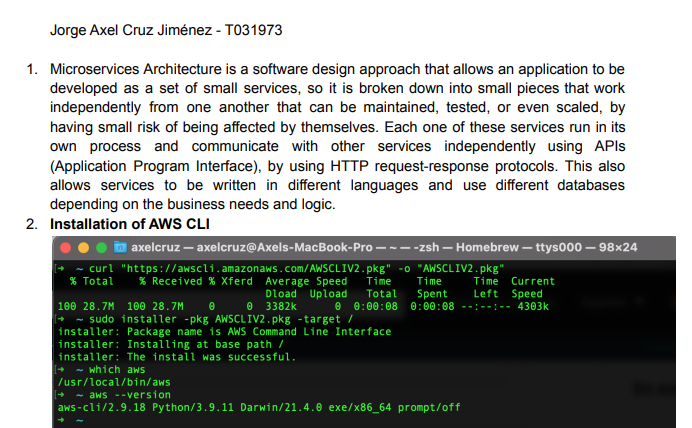 Jorge Axel Cruz Jiménez - T031973
1. Microservices Architecture is a software design approach that allows an application to be
developed as a set of small services, so it is broken down into small pieces that work
independently from one another that can be maintained, tested, or even scaled, by
having small risk of being affected by themselves. Each one of these services run in its
own process and communicate with other services independently using APIs
(Application Program Interface), by using HTTP request-response protocols. This also
allows services to be written in different languages and use different databases
depending on the business needs and logic.
2. Installation of AWS CLI
axelcruz — axelcruz@Axels-MacBook-Pro — ~ — -zsh — Homebrew — ttys000 — 98×24
[→ ~ curl "https://awscli.amazonaws.com/AWSCLIV2.pkg" -o "AWSCLIV2.pkg"
% Total % Received % Xferd Average Speed Time Time Time Current
Dload Upload Total Spent Left Speed
100 28.7M 100 28.7M 0 0 3382k 0 0:00:08 0:00:08 --:--:-- 4303k
[→ ~ sudo installer -pkg AWSCLIV2.pkg -target /
installer: Package name is AWS Command Line Interface
installer: Installing at base path /
installer: The install was successful.
[→ ~ which aws
/usr/local/bin/aws
[→ ~ aws --version
aws-cli/2.9.18 Python/3.9.11 Darwin/21.4.0 exe/x86_64 prompt/off
→ ~